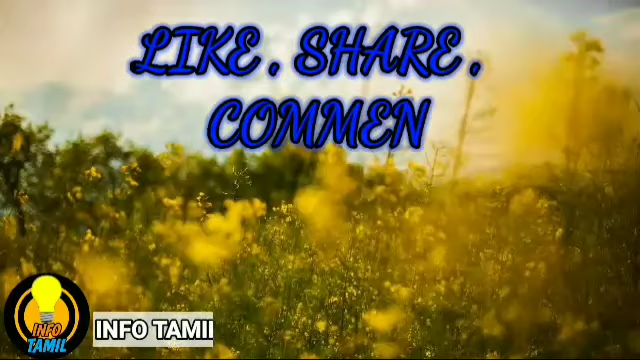 LIKE , SHARE ,
COMMEN
INFO
TAMIL
INFO TAMI